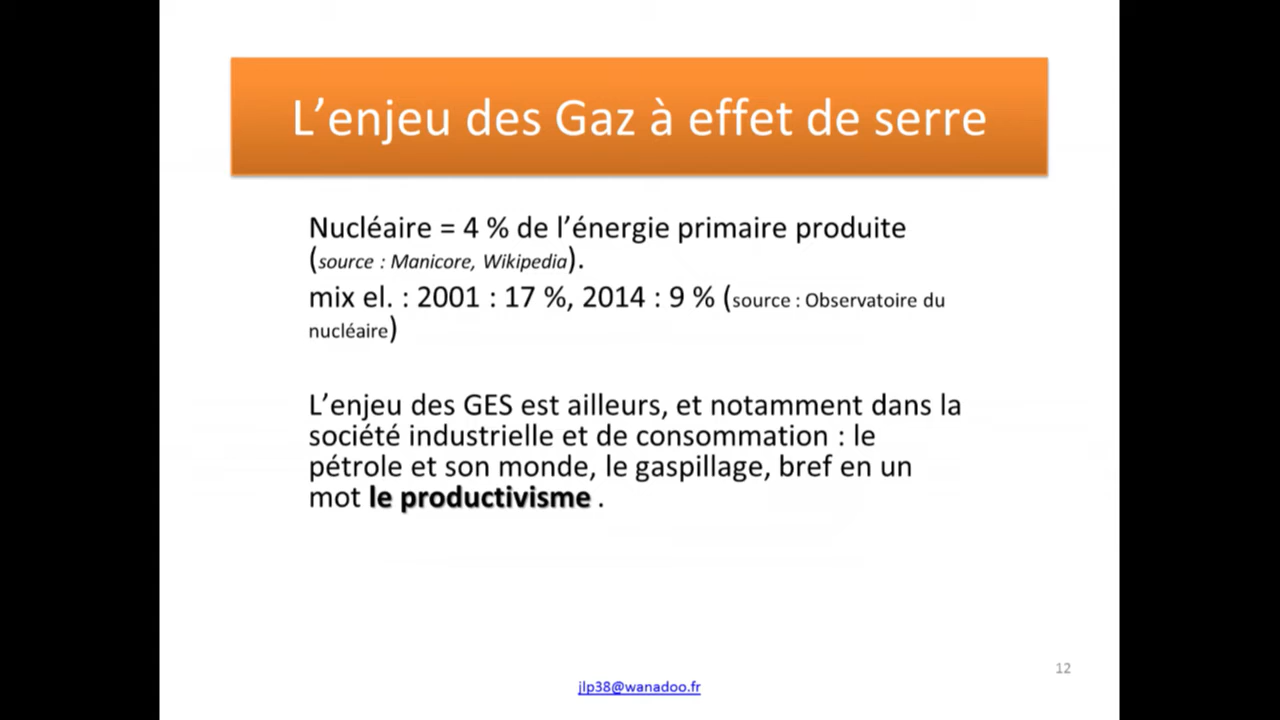 L’enjeu des Gaz à effet de serre
Nucléaire = 4 % de l’énergie primaire produite
(source : Manicore, Wikipedia).
mix el. : 2001 : 17 %, 2014 : 9 % (source : Observatoire du
nucléaire)
L’enjeu des GES est ailleurs, et notamment dans la
société industrielle et de consommation : le
pétrole et son monde, le gaspillage, bref en un
mot le productivisme .
12
jlp38@wanadoo.fr